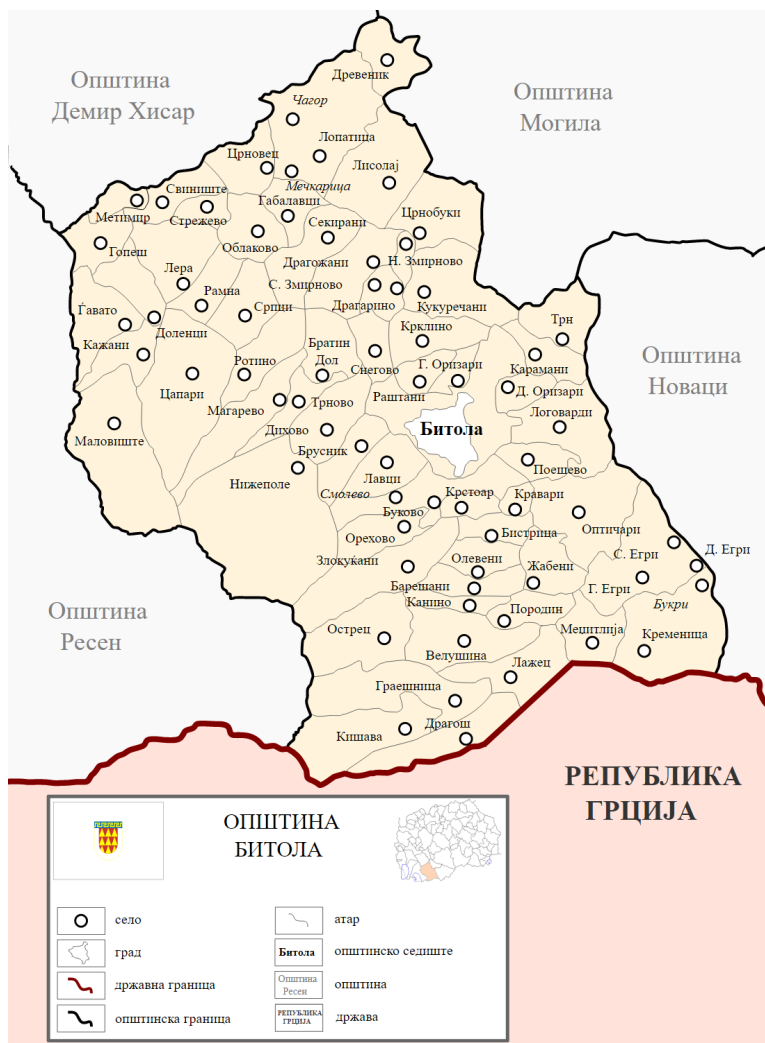 Општина
Демир Хисар
Општина
Могила
Древеник
Чагор
Лопатица
Црновец
Лисолај
Мечкарица
Свиниште
Габалавци
Метимир
Стрежево
Секирани
Црнобуки
Гопеш
Облаково
Драгожани
Н. Змирново
Лера
С. Змирново
Рамна
Српци
Драгарино
Кукуречани
Ѓавато
Доленци
Крклино
Трн
Кажани
Братин
Дол
Снегово
Г. Оризари
Карамани
Општина
Новаци
Ротино
Цапари
Раштани
Д. Оризари
Магарево
Трново
Логоварди
Маловиште
Дихово
Битола
Брусник
Нижеполе
Лавци
Поешево
Смолево
Крстоар
Кравари
Буково
Оптичари
Орехово
Бистрица
Злокуќани
Олевени
Жабени
С. Егри
Д. Егри
Барешани
Г. Егри
Канино
Породин
Букри
Општина
Ресен
Острец
Меџитлија
Кременица
Велушина
Лажец
Граешница
Драгош
Кишава
РЕПУБЛИКА
ГРЦИЈА
ОПШТИНА
БИТОЛА
село
атар
град
Битола
општинско седиште
државна граница
Општина
Ресен
општина
општинска граница
РЕПУБЛИКА
ГРЦИЈА
држава